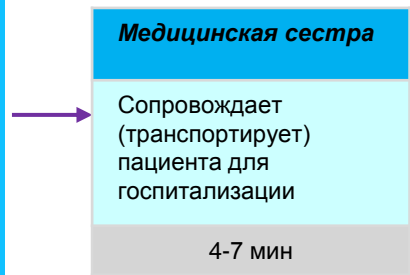 Медицинская сестра
Сопровождает
(транспортирует)
пациента для
госпитализации
4-7 мин